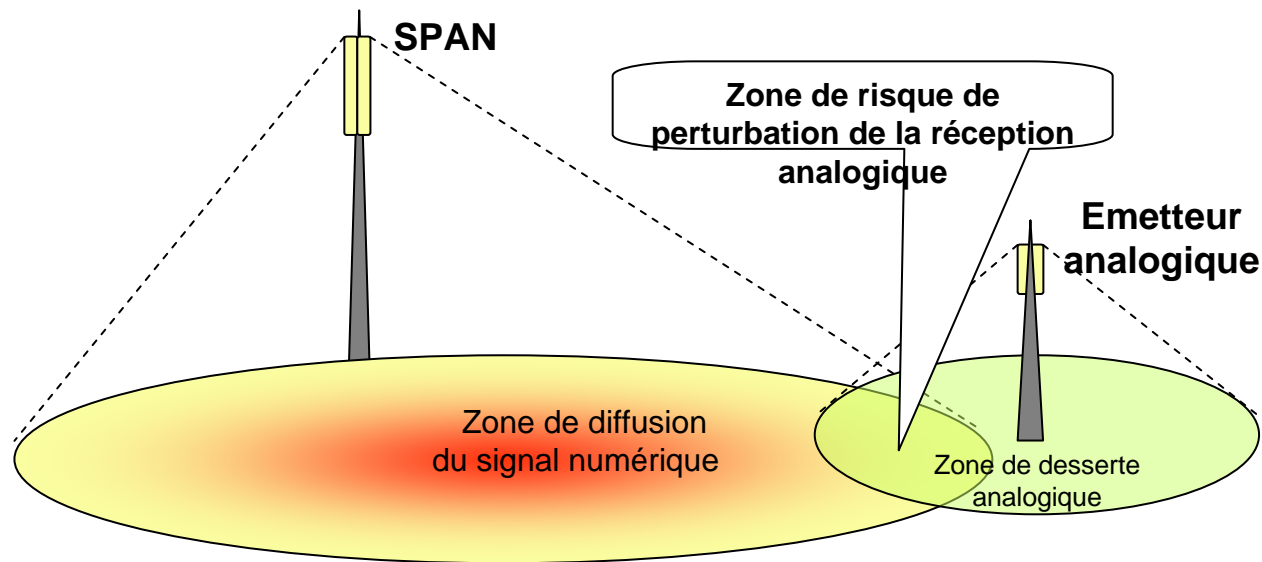 SPAN
Zone de risque de
perturbation de la réception
analogique
Emetteur
analogique
Zone de diffusion
du signal numérique
Zone de desserte
analogique